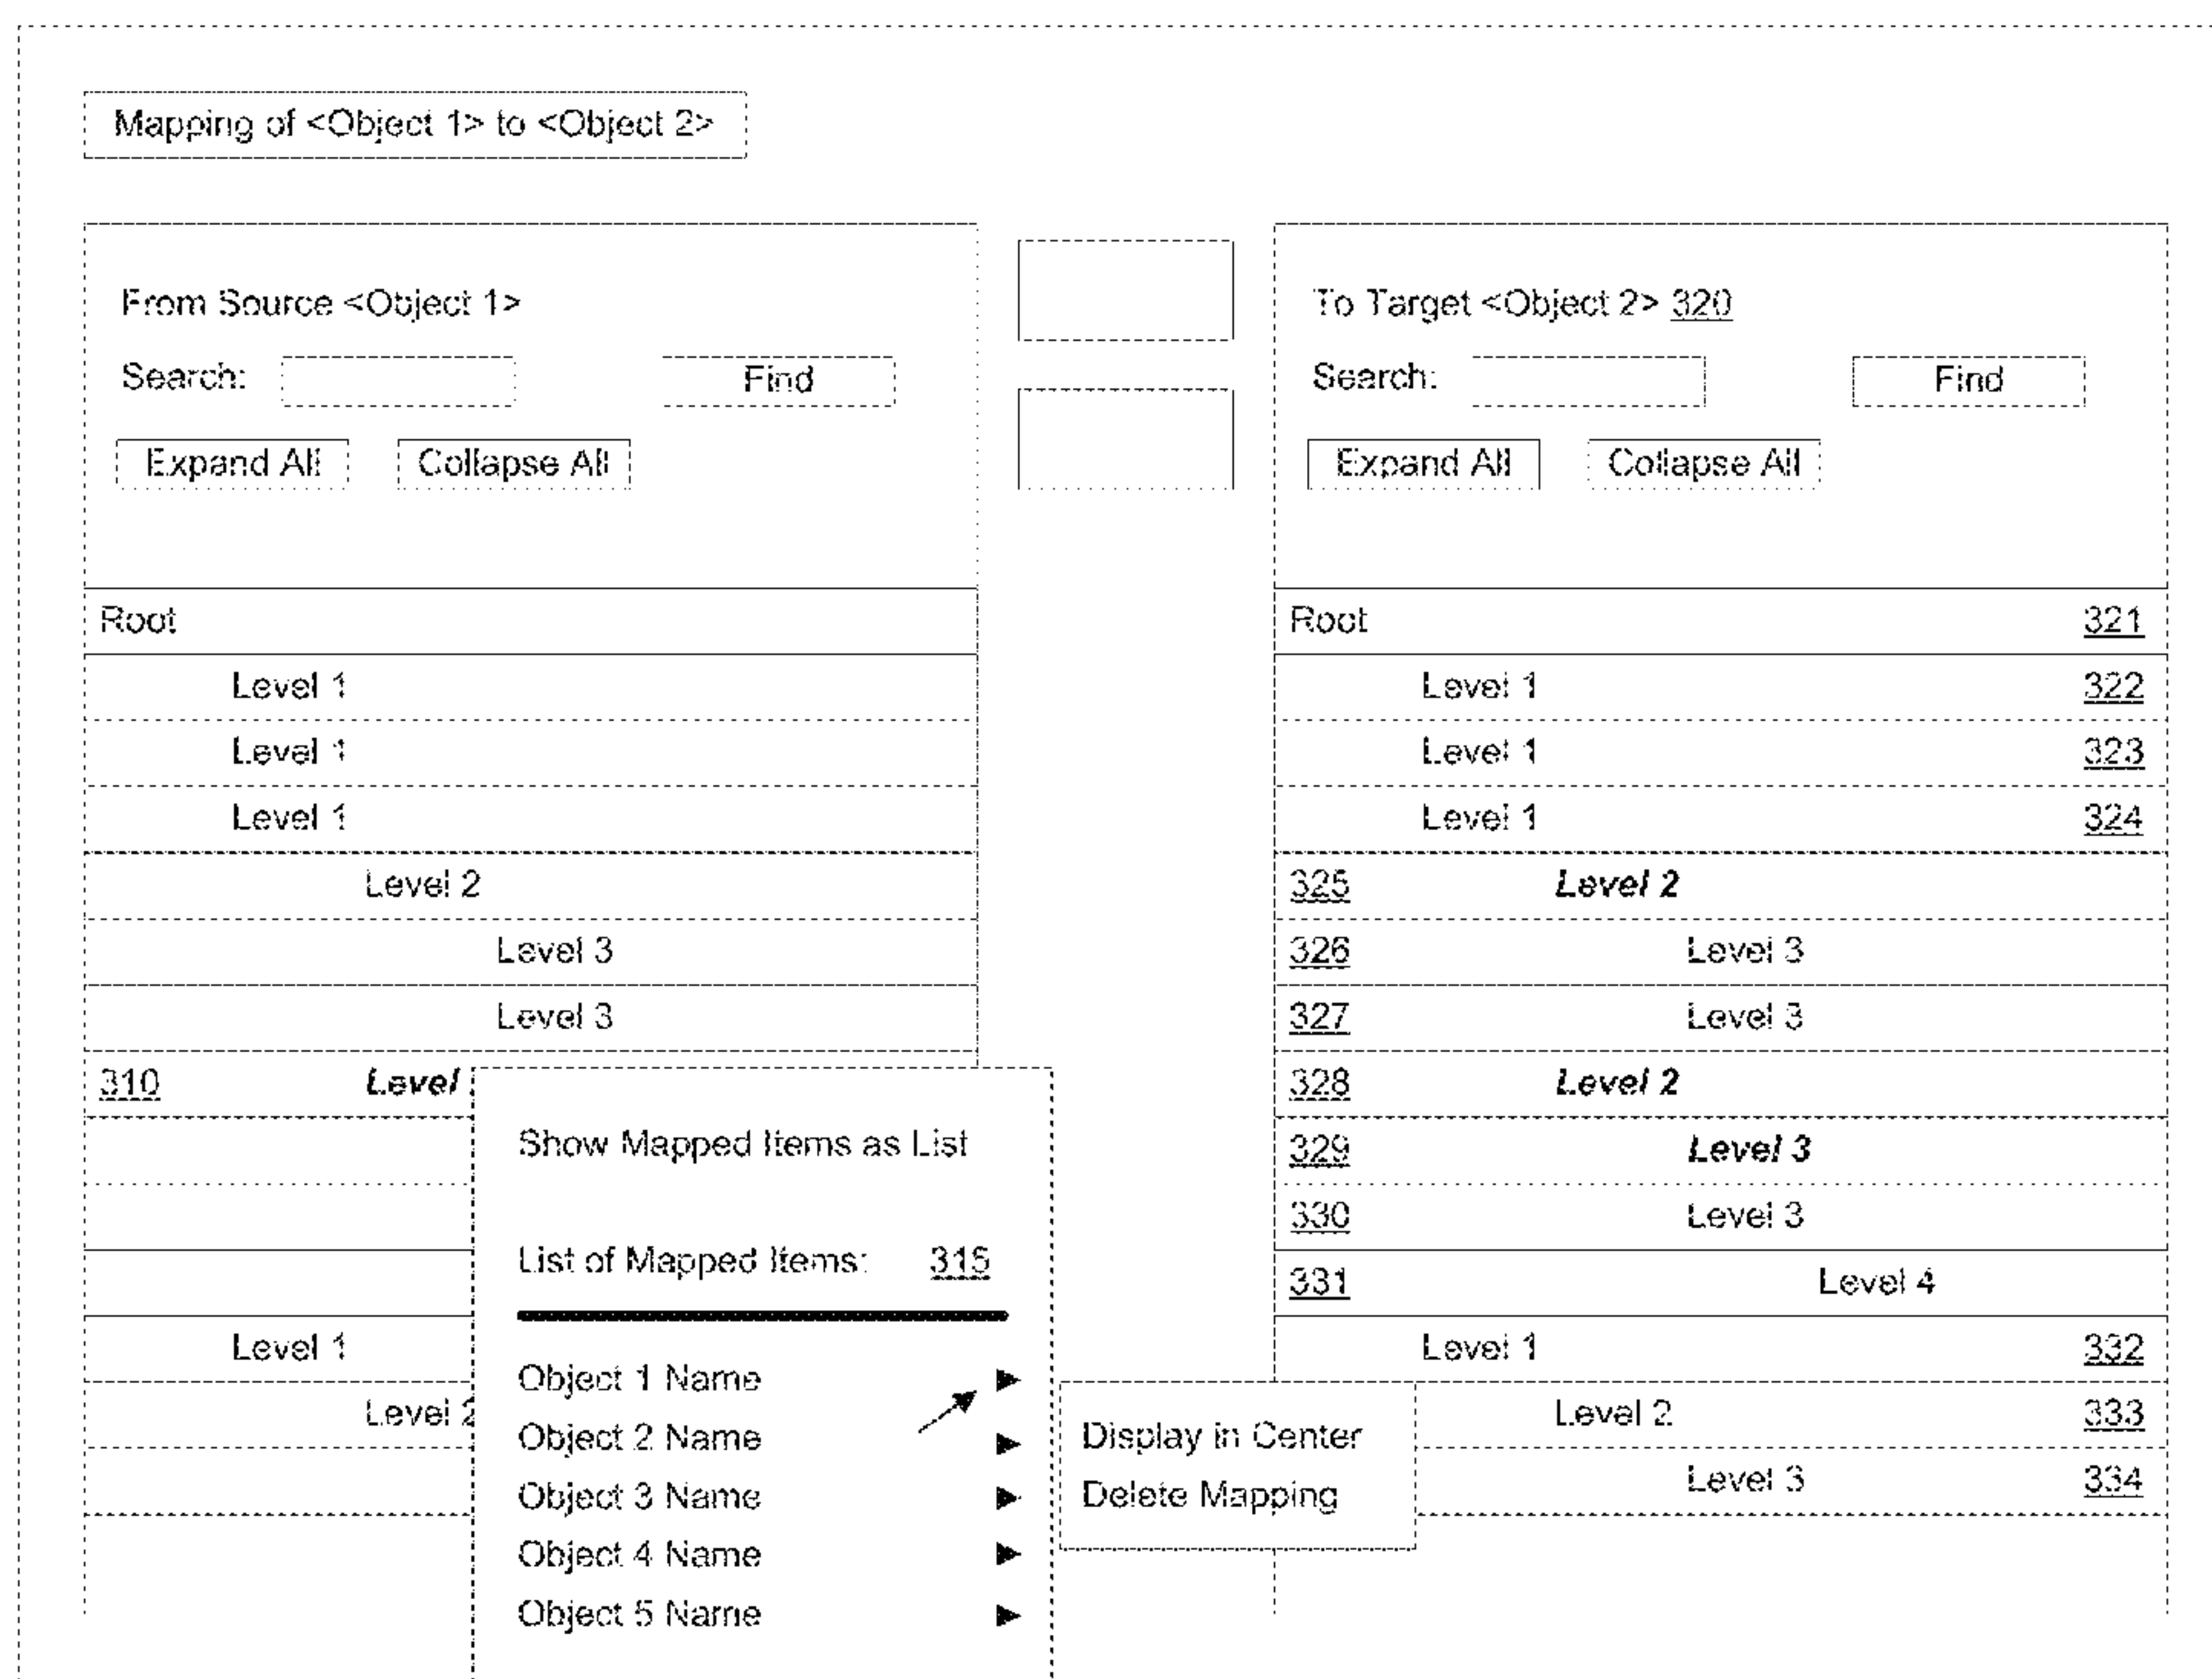 Mapping of <Object 1> to <Object 2>
From Source <Object 1>
Search: Find
Expand All Collapse All
Root
Level 1
Level 1
Level 1
Level 2
Level 3
Level 3
310 Level
Level 1
Level 2
Show Mapped Items as List
List of Mapped Items: 315
Object 1 Name
Object 2 Name
Object 3 Name
Object 4 Name
Object 5 Name
Display in Center
Delete Mapping
To Target <Object 2> 320
Search: Find
Expand All Collapse All
Root 321
Level 1 322
Level 1 323
Level 1 324
325 Level 2
326 Level 3
327 Level 3
328 Level 2
329 Level 3
330 Level 3
331 Level 4
Level 1 332
Level 2 333
Level 3 334